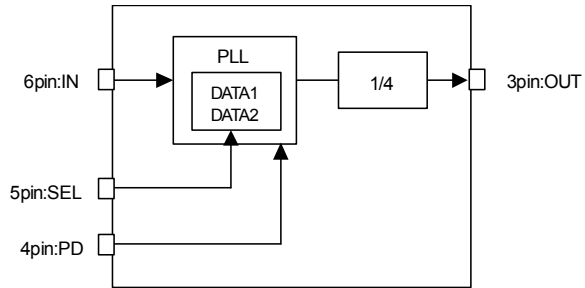 PLL
6pin:IN
DATA1
DATA2
1/4
3pin:OUT
5pin:SEL
4pin:PD